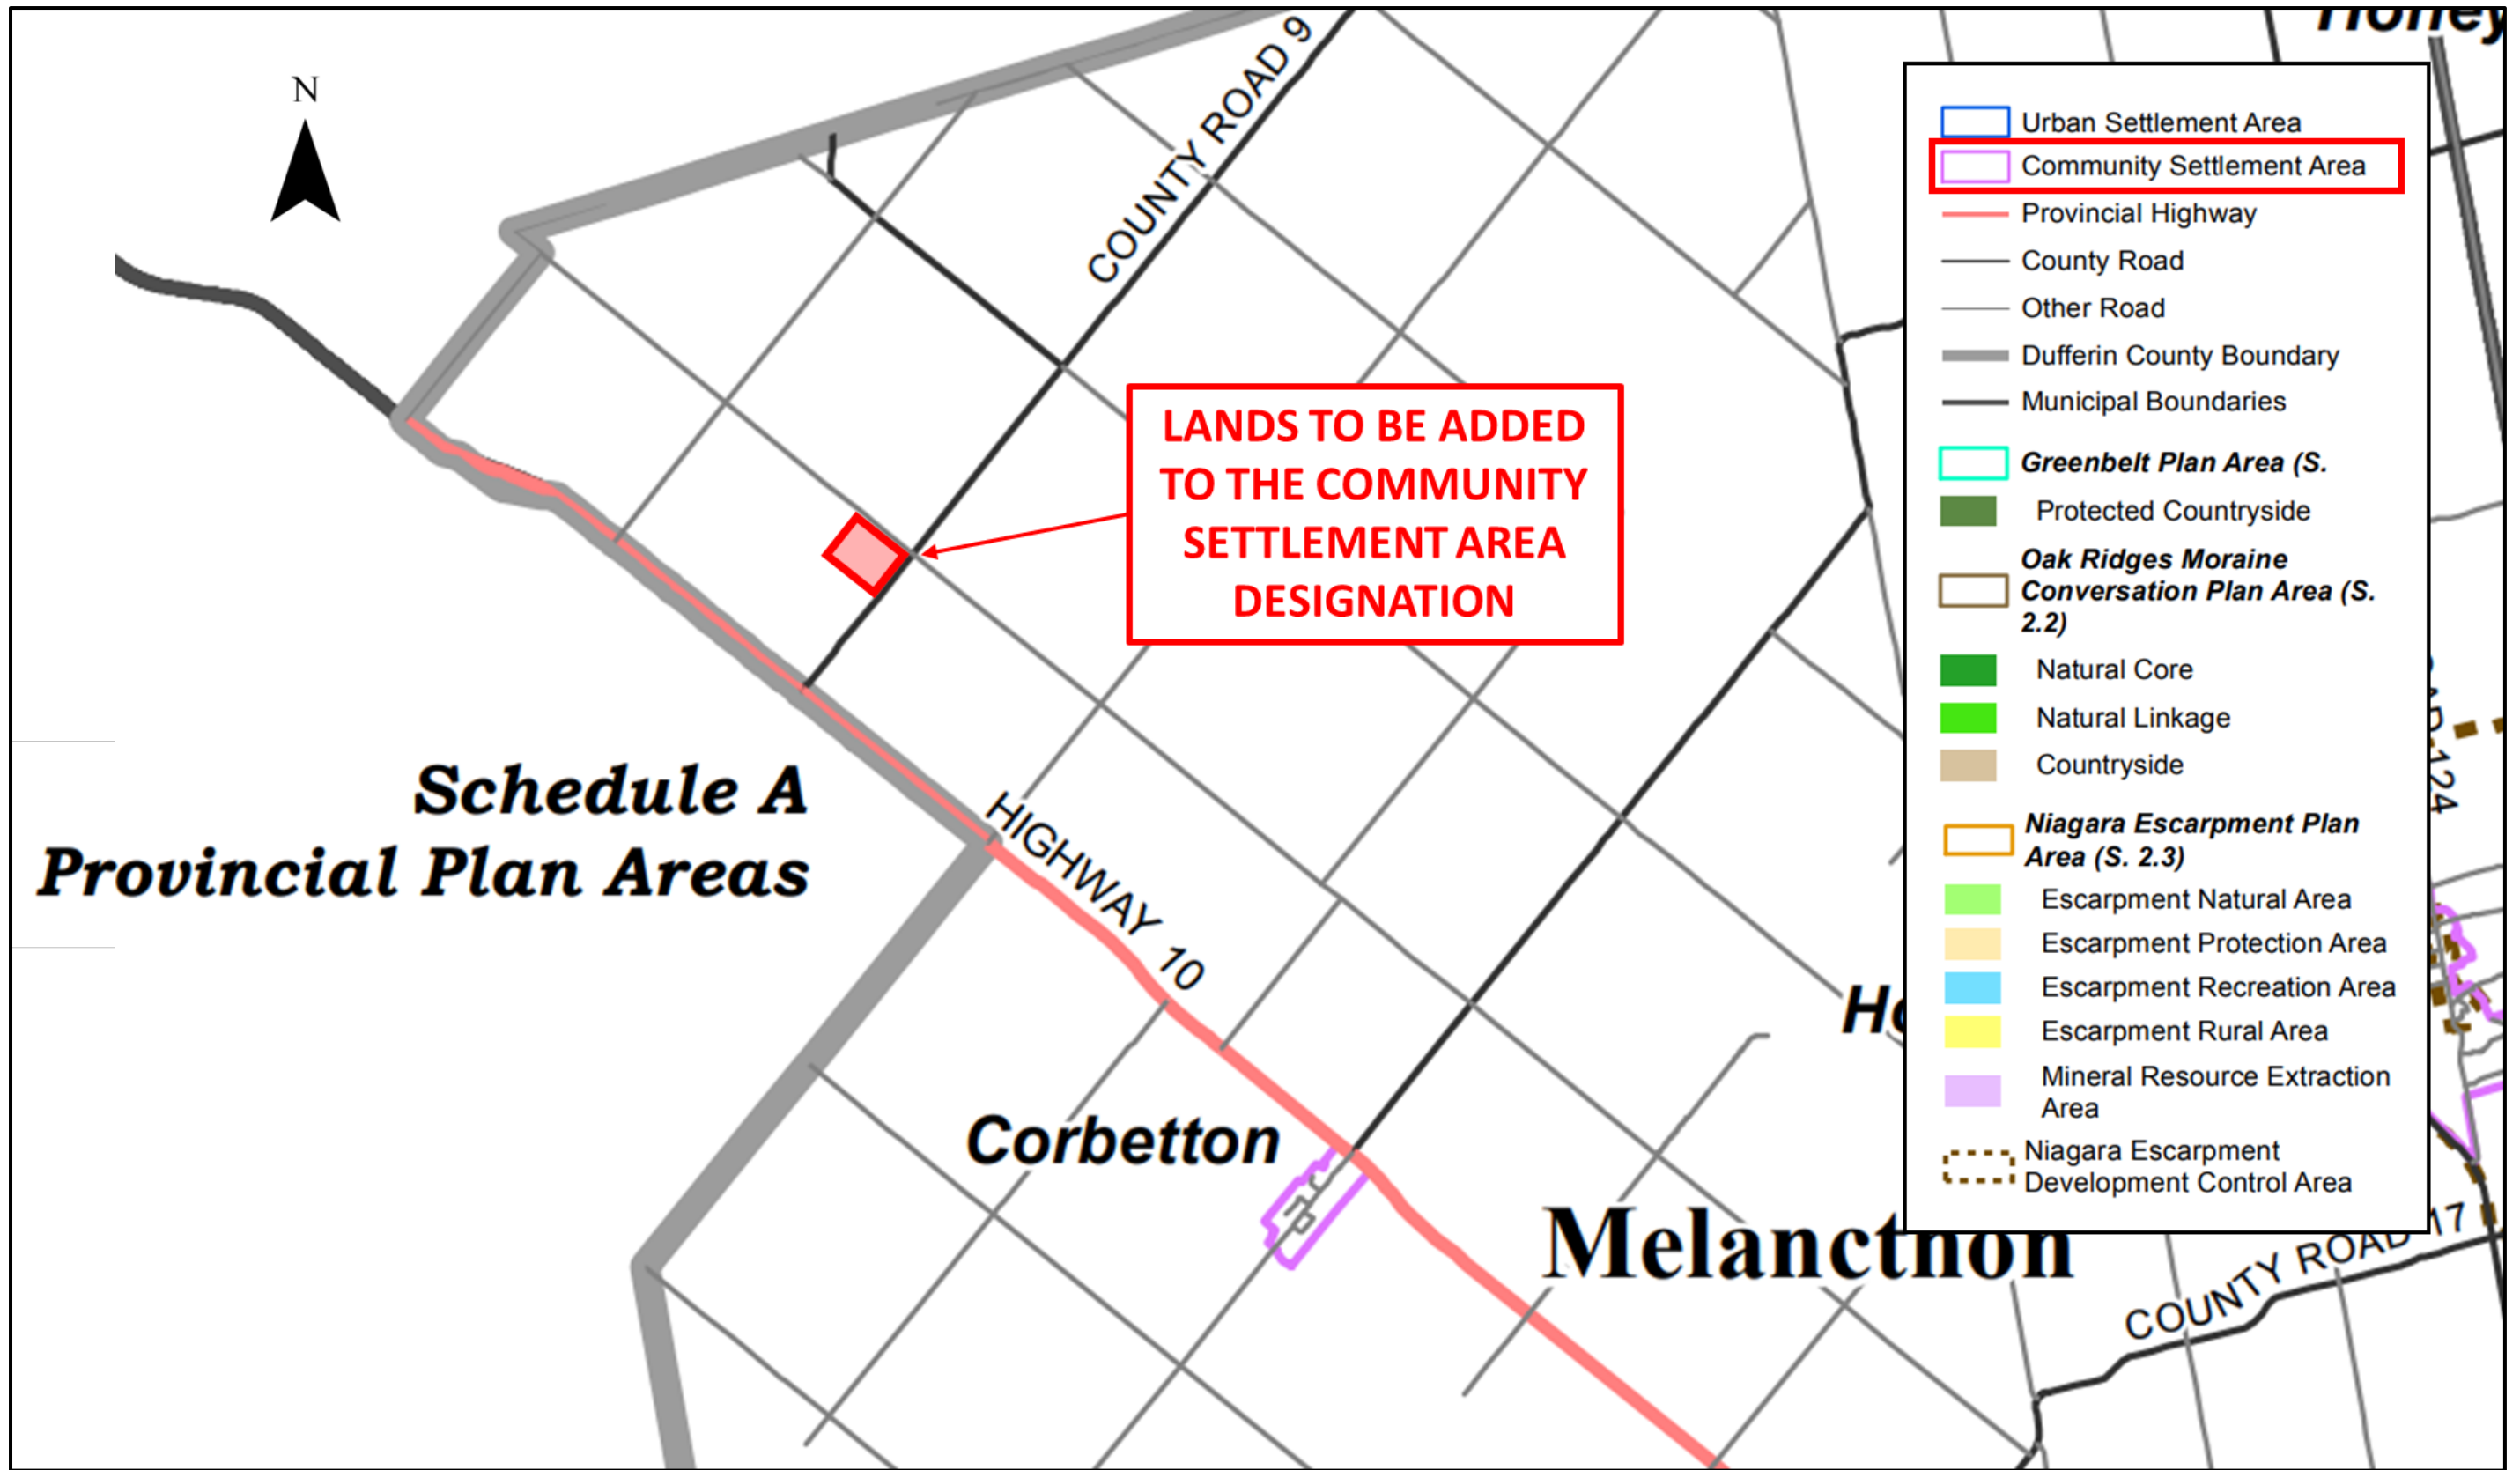 Honey
N
COUNTY ROAD 9
Urban Settlement Area
Community Settlement Area
Provincial Highway
County Road
Other Road
Dufferin County Boundary
Municipal Boundaries
Greenbelt Plan Area (S.
Protected Countryside
Oak Ridges Moraine
Conversation Plan Area (S.
2.2)
Natural Core
Natural Linkage
Countryside
Niagara Escarpment Plan
Area (S. 2.3)
Escarpment Natural Area
Escarpment Protection Area
Escarpment Recreation Area
Escarpment Rural Area
Mineral Resource Extraction
Area
Niagara Escarpment
Development Control Area
LANDS TO BE ADDED
TO THE COMMUNITY
SETTLEMENT AREA
DESIGNATION
Schedule A
Provincial Plan Areas
HIGHWAY 10
124
Ho
Corbetton
Melancthon
COUNTY ROAD 17